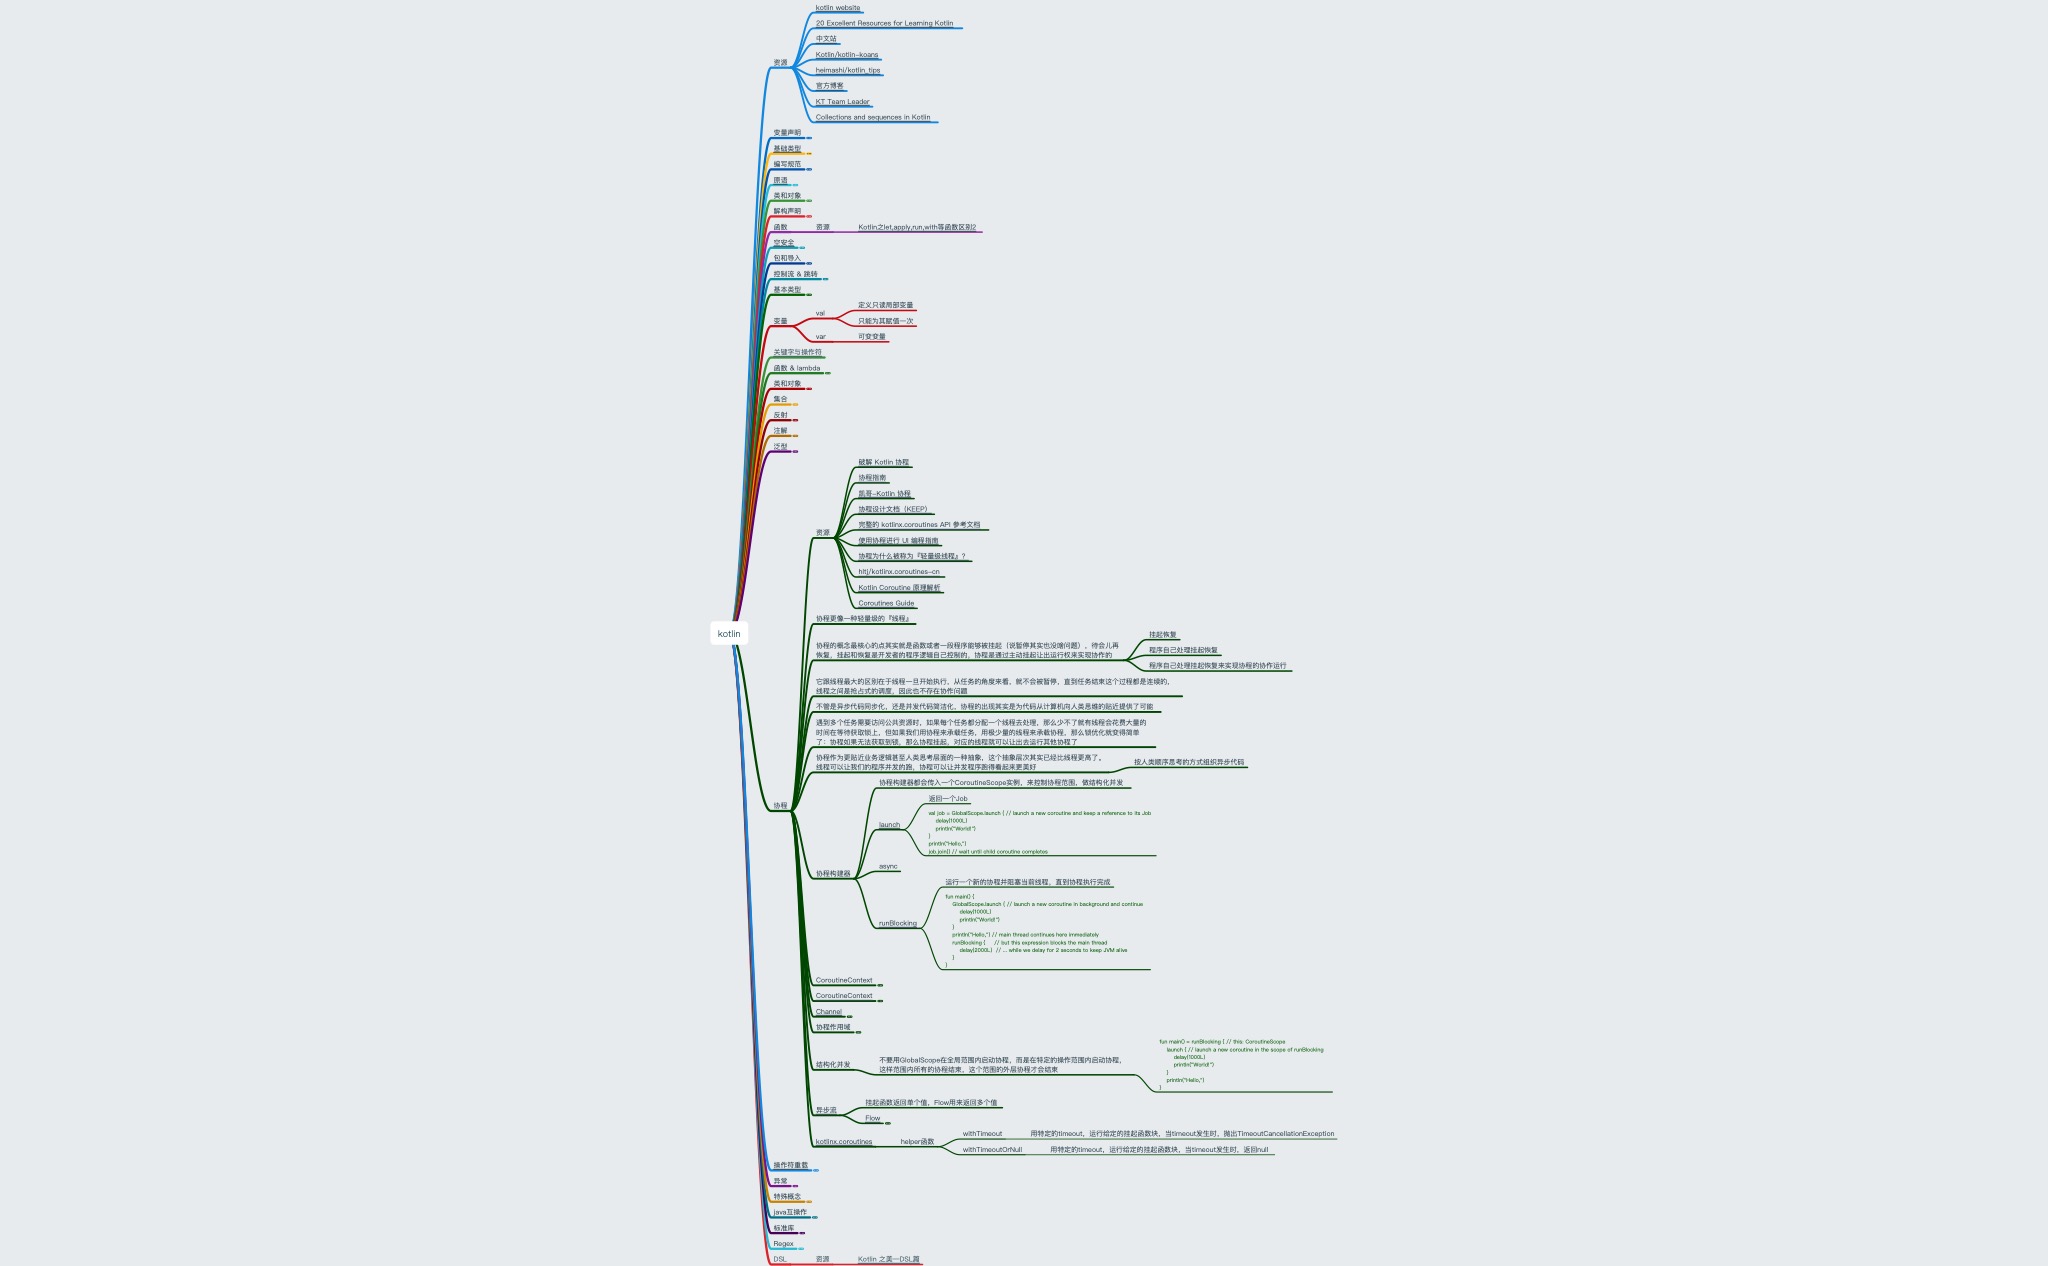 kotlin website
20 Excellent Resources for Learning Kotlin
中文站
Kotlin/kotlin-koans
资源
heimashi/kotlin_tips
官方博客
KT Team Leader
Collections and sequences in Kotlin
变量声明
基础类型
编写规范
原语
类和对象
解构声明
函数
资源
Kotlin之let,apply,run,with等函数区别2
空安全
包和导入
控制流 & 跳转
基本类型
变量
val
定义只读局部变量
只能为其赋值一次
var
可变变量
关键字与操作符
函数 & lambda
类和对象
集合
反射
注解
泛型
kotlin
协程
资源
破解 Kotlin 协程
协程指南
凯哥-Kotlin 协程
协程设计文档（KEEP）
完整的 kotlinx.coroutines API 参考文档
使用协程进行 UI 编程指南
协程为什么被称为『轻量级线程』？
hltj/kotlinx.coroutines-cn
Kotlin Coroutine 原理解析
Coroutines Guide
协程更像一种轻量级的『线程』
协程的概念最核心的点其实就是函数或者一段程序能够被挂起（说暂停其实也没啥问题），待会儿再
恢复，挂起和恢复是开发者的程序逻辑自己控制的，协程是通过主动挂起让出运行权来实现协作的
挂起恢复
程序自己处理挂起恢复
程序自己处理挂起恢复来实现协程的协作运行
它跟线程最大的区别在于线程一旦开始执行，从任务的角度来看，就不会被暂停，直到任务结束这个过程都是连续的，
线程之间是抢占式的调度，因此也不存在协作问题
不管是异步代码同步化，还是并发代码简洁化，协程的出现其实是为代码从计算机向人类思维的贴近提供了可能
遇到多个任务需要访问公共资源时，如果每个任务都分配一个线程去处理，那么少不了就有线程会花费大量的
时间在等待获取锁上，但如果我们用协程来承载任务，用极少量的线程来承载协程，那么锁优化就变得简单
了：协程如果无法获取到锁，那么协程挂起，对应的线程就可以让出去运行其他协程了
协程作为更贴近业务逻辑甚至人类思考层面的一种抽象，这个抽象层次其实已经比线程更高了。
线程可以让我们的程序并发的跑，协程可以让并发程序跑得看起来更美好
按人类顺序思考的方式组织异步代码
协程构建器
协程构建器都会传入一个CoroutineScope实例，来控制协程范围，做结构化并发
launch
返回一个Job
val job = GlobalScope.launch { // launch a new coroutine and keep a reference to its Job
delay(1000L)
println("World!")
}
println("Hello,")
job.join() // wait until child coroutine completes
async
runBlocking
运行一个新的协程并阻塞当前线程，直到协程执行完成
fun main() {
GlobalScope.launch { // launch a new coroutine in background and continue
delay(1000L)
println("World!")
}
println("Hello,") // main thread continues here immediately
runBlocking {     // but this expression blocks the main thread
delay(2000L)  // ... while we delay for 2 seconds to keep JVM alive
}
}
CoroutineContext
CoroutineContext
Channel
协程作用域
结构化并发
不要用GlobalScope在全局范围内启动协程，而是在特定的操作范围内启动协程，
这样范围内所有的协程结束，这个范围的外层协程才会结束
fun main() = runBlocking { // this: CoroutineScope
launch { // launch a new coroutine in the scope of runBlocking
delay(1000L)
println("World!")
}
println("Hello,")
}
异步流
挂起函数返回单个值，Flow用来返回多个值
Flow
kotlinx.coroutines
helper函数
withTimeout
用特定的timeout，运行给定的挂起函数块，当timeout发生时，抛出TimeoutCancellationException
withTimeoutOrNull
用特定的timeout，运行给定的挂起函数块，当timeout发生时，返回null
操作符重载
异常
特殊概念
java互操作
标准库
Regex
DSL
资源
Kotlin 之美—DSL篇